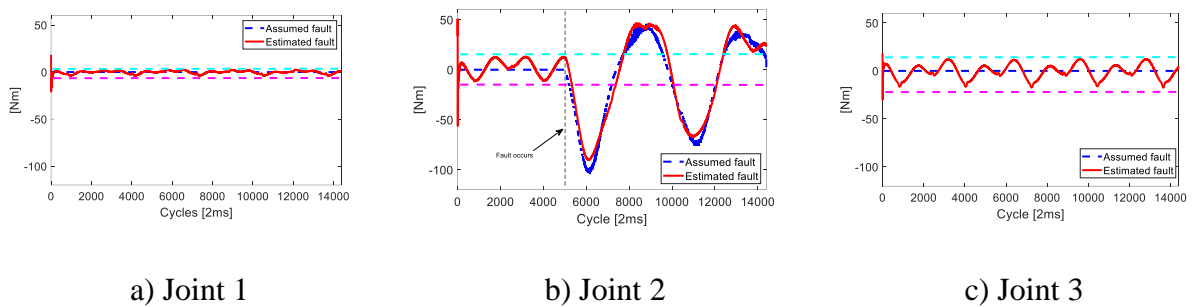 50
0
-50
-100
[Nm]
Assumed fault
Estimated fault
0 2000 4000 6000 8000 10000 12000 14000
Cycles [2ms]
a) Joint 1
50
0
-50
-100
[Nm]
Fault occurs
Assumed fault
Estimated fault
0 2000 4000 6000 8000 10000 12000 14000
Cycle [2ms]
b) Joint 2
50
0
-50
-100
[Nm]
Assumed fault
Estimated fault
0 2000 4000 6000 8000 10000 12000 14000
Cycle [2ms]
c) Joint 3